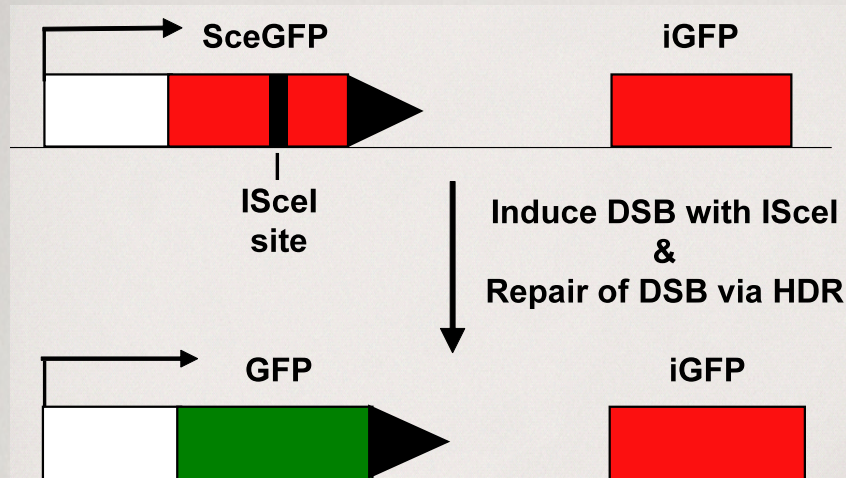 SceGFP
iGFP
ISceI
site
Induce DSB with ISceI
&
Repair of DSB via HDR
GFP
iGFP